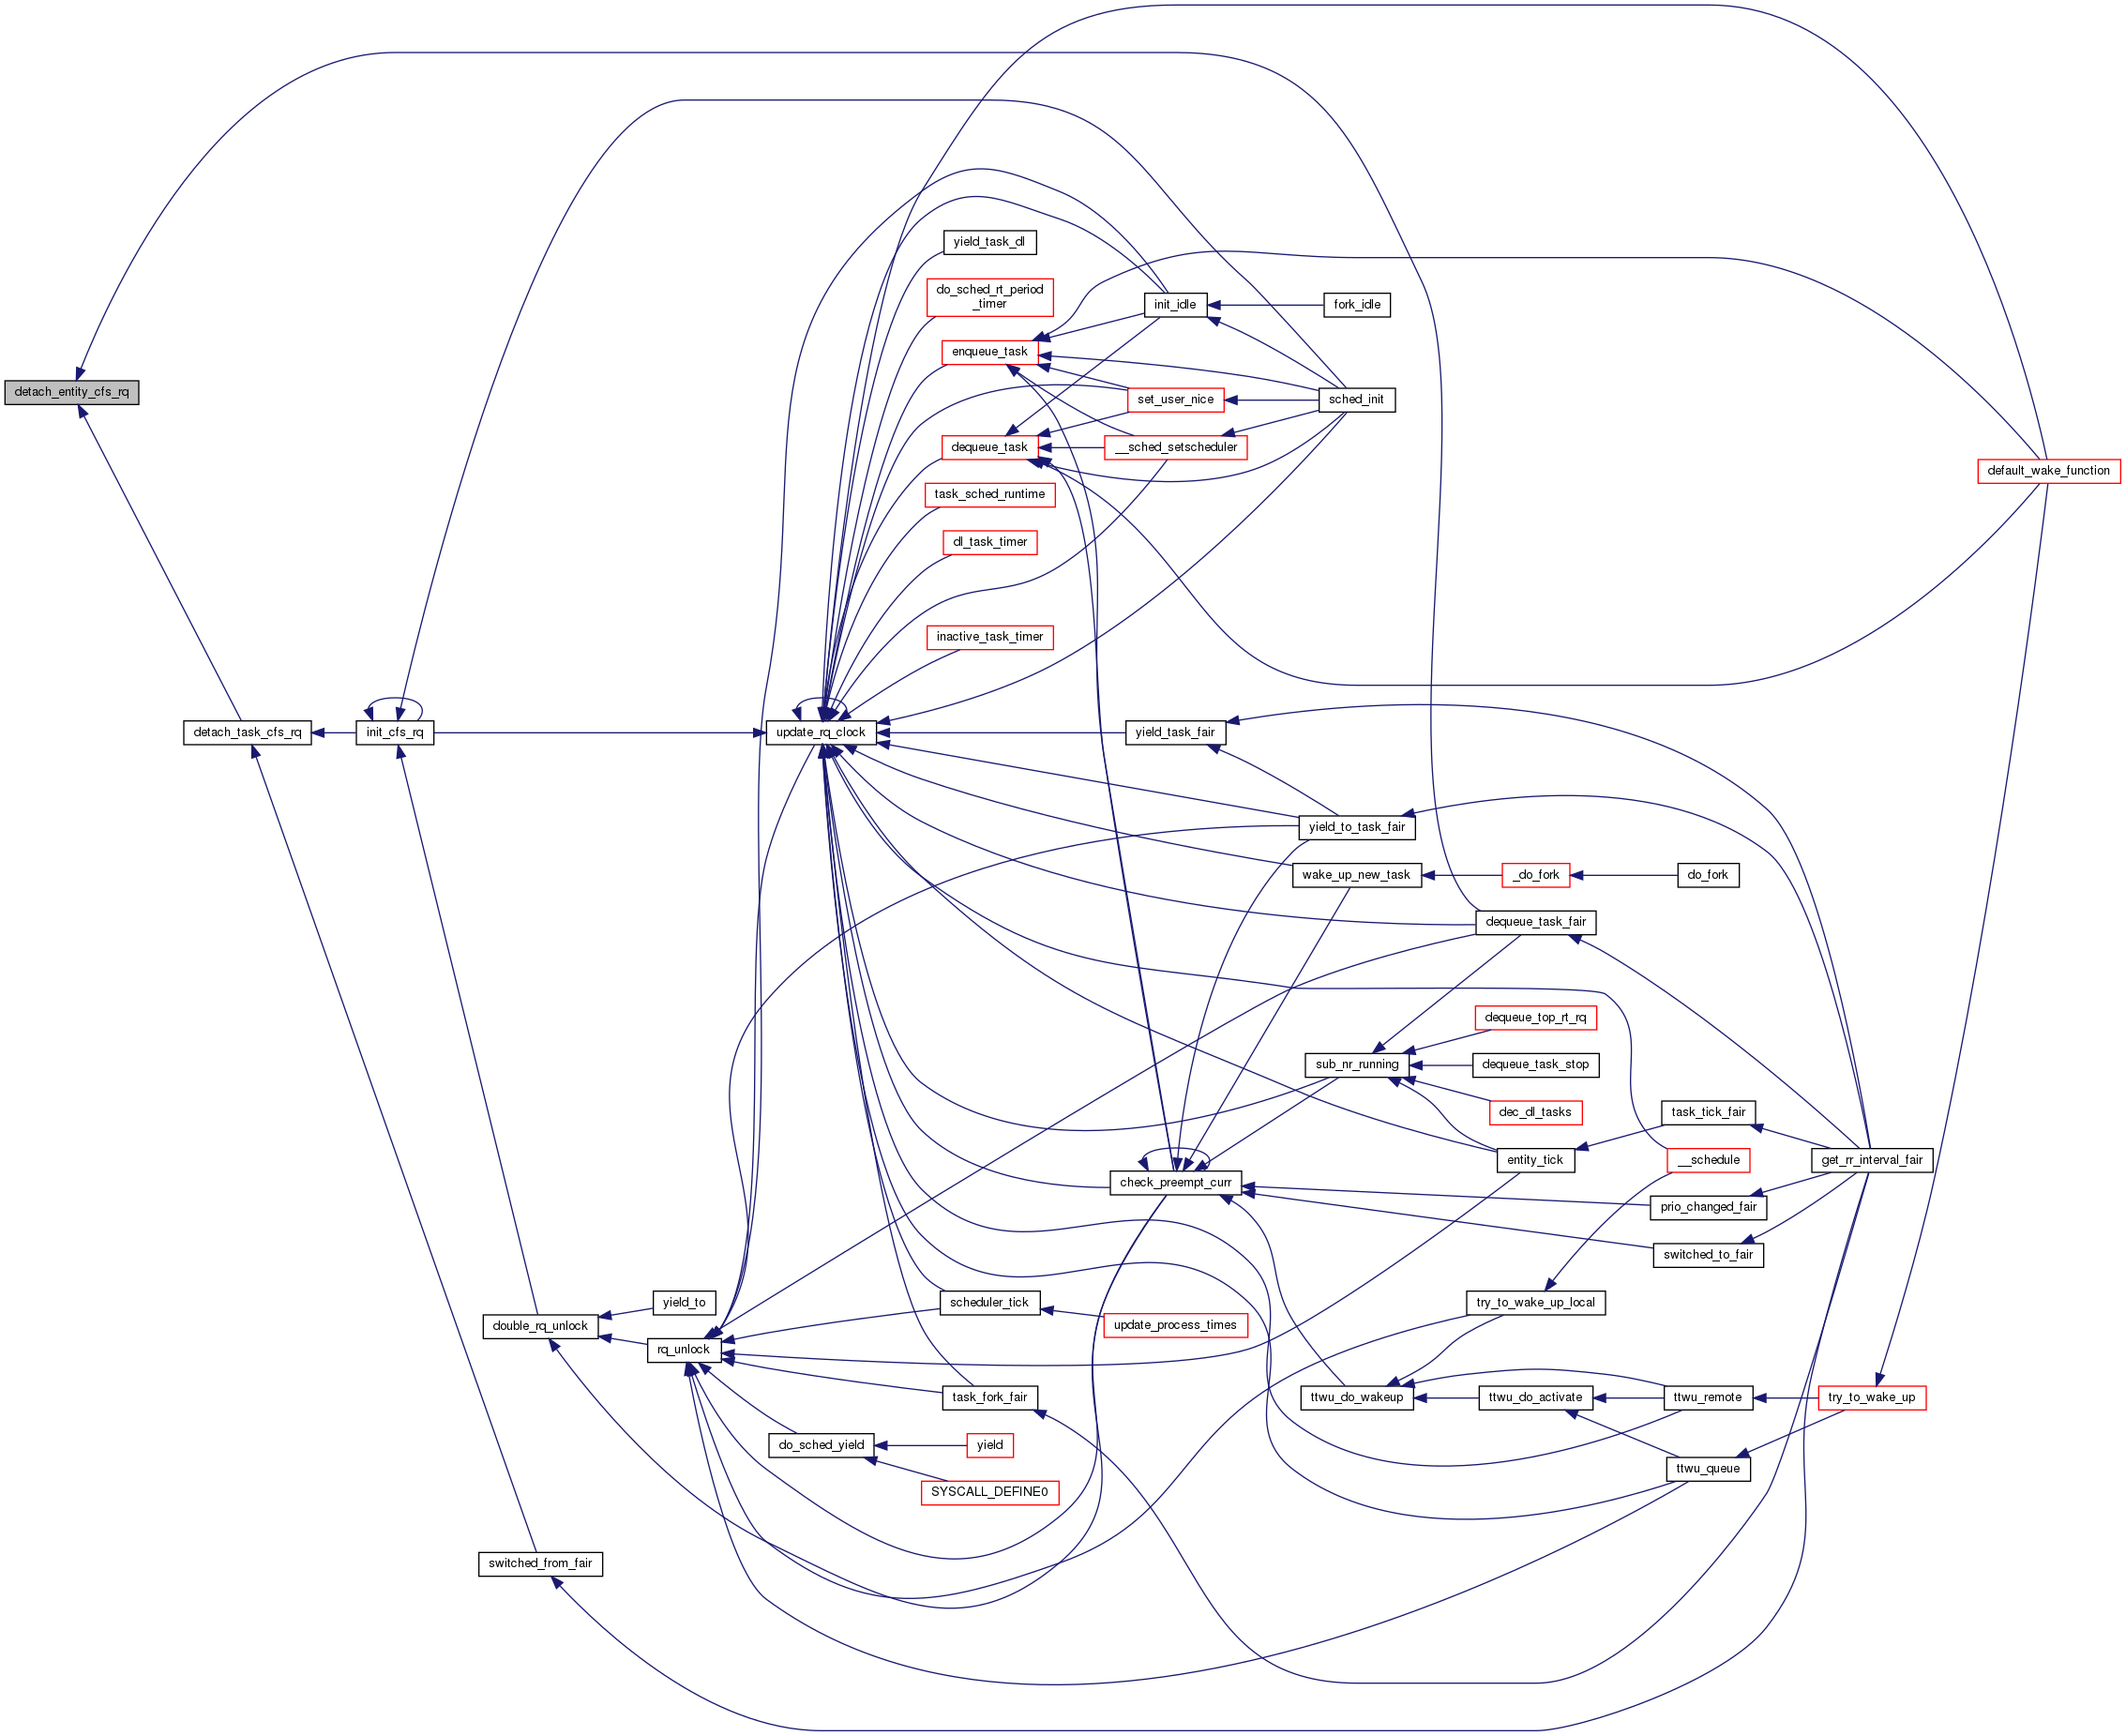 yield_task_dl
do_sched_rt_period
_timer
init_idle
fork_idle
enqueue_task
detach_entity_cfs_rq
set_user_nice
sched_init
dequeue_task
__sched_setscheduler
default_wake_function
task_sched_runtime
dl_task_timer
inactive_task_timer
detach_task_cfs_rq
init_cfs_rq
update_rq_clock
yield_task_fair
yield_to_task_fair
wake_up_new_task
_do_fork
do_fork
dequeue_task_fair
dequeue_top_rt_rq
sub_nr_running
dequeue_task_stop
dec_dl_tasks
task_tick_fair
entity_tick
__schedule
get_rr_interval_fair
check_preempt_curr
prio_changed_fair
switched_to_fair
yield_to
scheduler_tick
try_to_wake_up_local
double_rq_unlock
update_process_times
rq_unlock
task_fork_fair
ttwu_do_wakeup
ttwu_do_activate
ttwu_remote
try_to_wake_up
do_sched_yield
yield
ttwu_queue
SYSCALL_DEFINE0
switched_from_fair